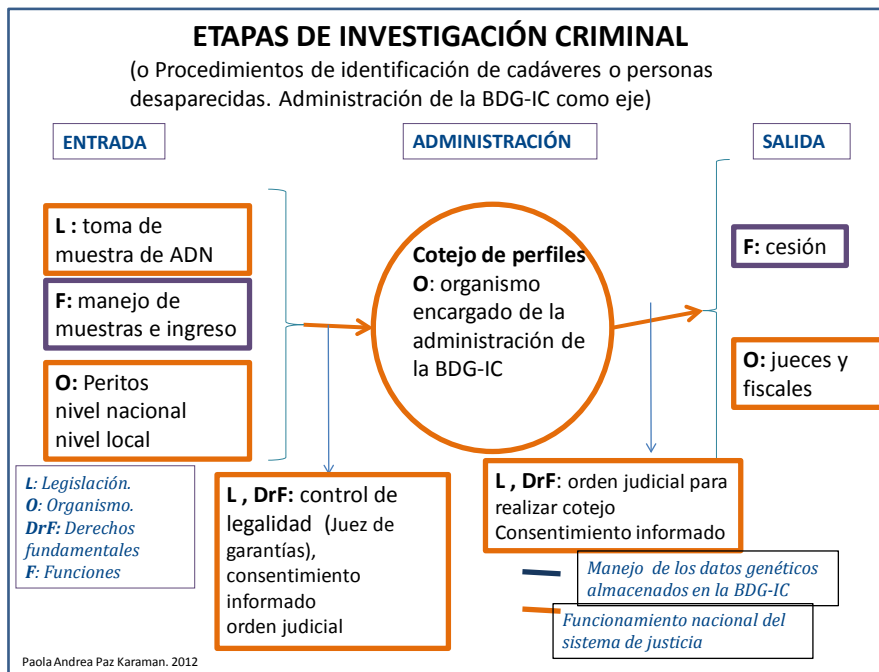 ETAPAS DE INVESTIGACIÓN CRIMINAL
(o Procedimientos de identificación de cadáveres o personas
desaparecidas. Administración de la BDG-IC como eje)
ENTRADA
ADMINISTRACIÓN
SALIDA
L : toma de
muestra de ADN
F: manejo de
muestras e ingreso
O: Peritos
nivel nacional
nivel local
Cotejo de perfiles
O: organismo
encargado de la
administración de
la BDG-IC
F: cesión
O: jueces y
fiscales
L: Legislación.
O: Organismo.
DrF: Derechos
fundamentales
F: Funciones
L , DrF: control de
legalidad (Juez de
garantías),
consentimiento
informado
orden judicial
L , DrF: orden judicial para
realizar cotejo
Consentimiento informado
Manejo de los datos genéticos
almacenados en la BDG-IC
Funcionamiento nacional del
sistema de justicia
Paola Andrea Paz Karaman. 2012